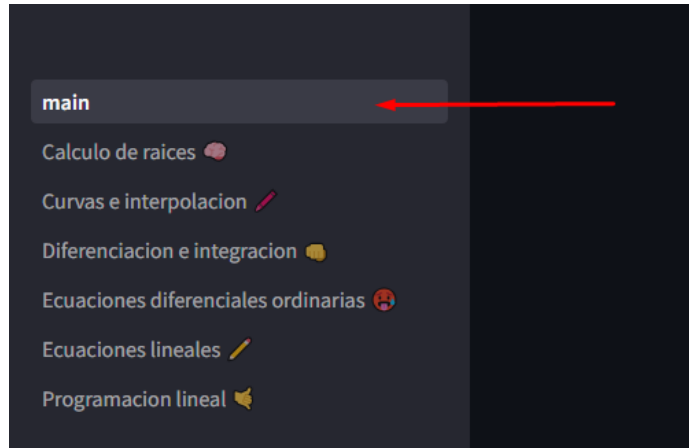 main
Calculo de raices 🧠
Curvas e interpolacion 🖍️
Diferenciacion e integracion 👊
Ecuaciones diferenciales ordinarias 🥵
Ecuaciones lineales ✏️
Programacion lineal 🤙